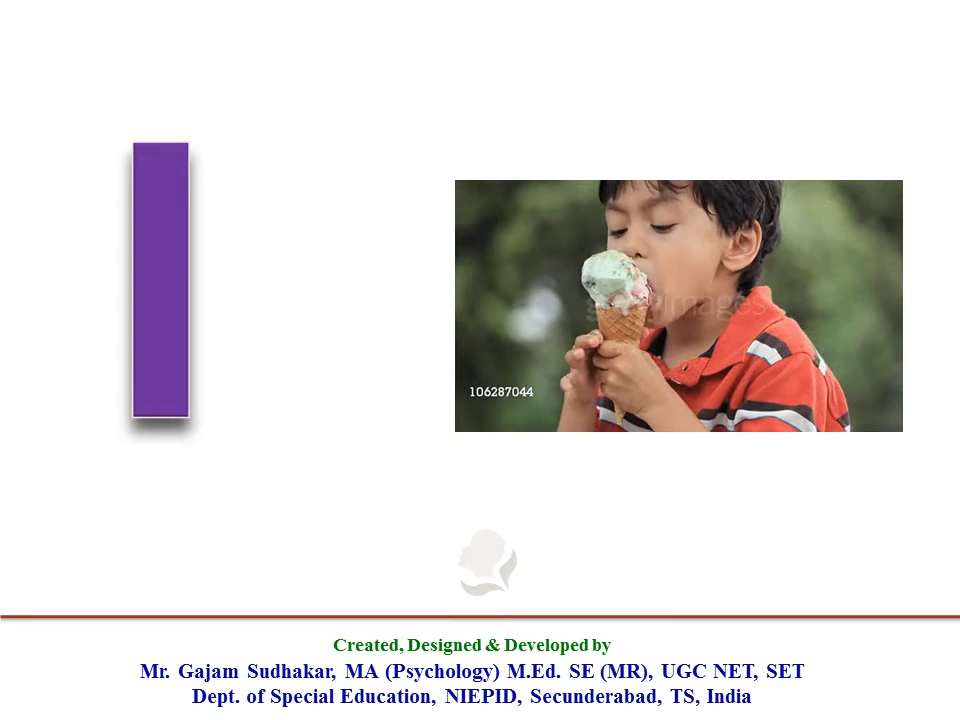 I
gettyimages
106287044
Created, Designed & Developed by
Mr. Gajam Sudhakar, MA (Psychology) M.Ed. SE (MR), UGC NET, SET
Dept. of Special Education, NIEPID, Secunderabad, TS, India